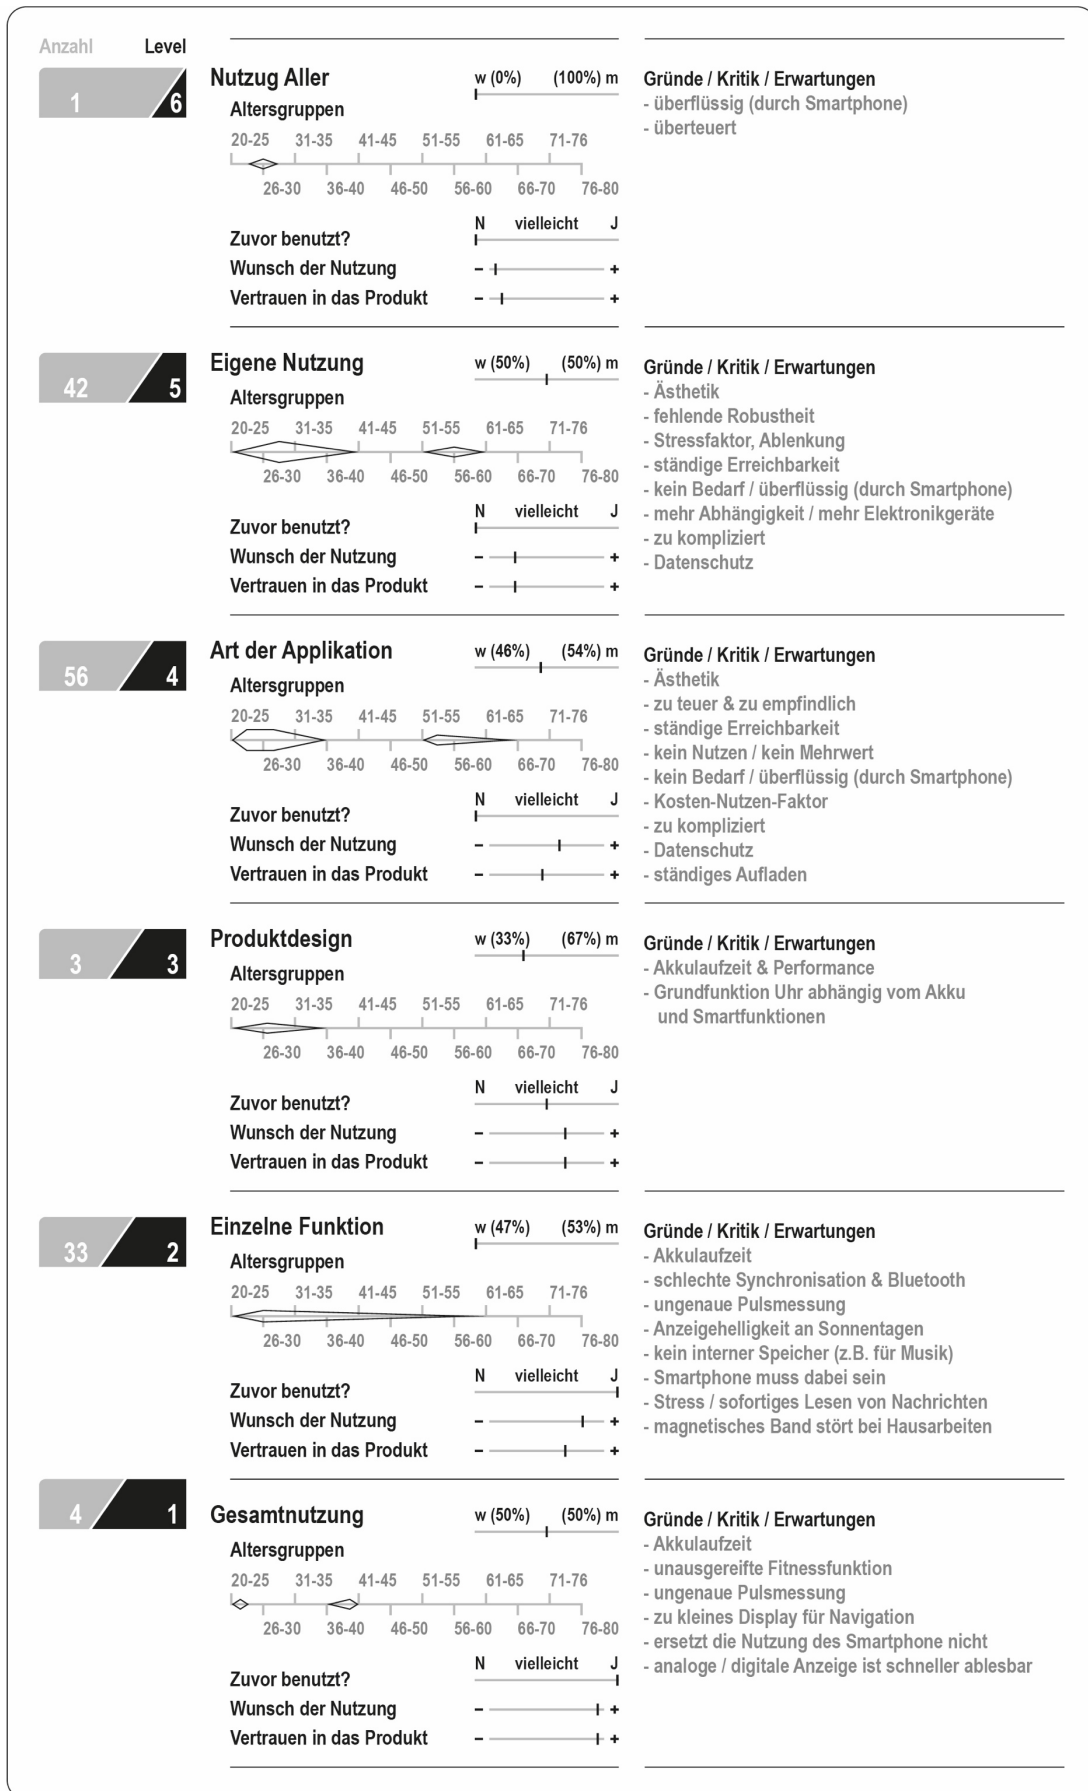 Anzahl Level
1 6
Nutzug Aller
w (0%) (100%) m
Altersgruppen
20-25 31-35 41-45 51-55 61-65 71-76
26-30 36-40 46-50 56-60 66-70 76-80
N vielleicht J
Zuvor benutzt?
Wunsch der Nutzung - +
Vertrauen in das Produkt - +
Gründe / Kritik / Erwartungen
- überflüssig (durch Smartphone)
- überteuert
42 5
Eigene Nutzung
w (50%) (50%) m
Altersgruppen
20-25 31-35 41-45 51-55 61-65 71-76
26-30 36-40 46-50 56-60 66-70 76-80
N vielleicht J
Zuvor benutzt?
Wunsch der Nutzung - +
Vertrauen in das Produkt - +
Gründe / Kritik / Erwartungen
- Ästhetik
- fehlende Robustheit
- Stressfaktor, Ablenkung
- ständige Erreichbarkeit
- kein Bedarf / überflüssig (durch Smartphone)
- mehr Abhängigkeit / mehr Elektronikgeräte
- zu kompliziert
- Datenschutz
56 4
Art der Applikation
w (46%) (54%) m
Altersgruppen
20-25 31-35 41-45 51-55 61-65 71-76
26-30 36-40 46-50 56-60 66-70 76-80
N vielleicht J
Zuvor benutzt?
Wunsch der Nutzung - +
Vertrauen in das Produkt - +
Gründe / Kritik / Erwartungen
- Ästhetik
- zu teuer & zu empfindlich
- ständige Erreichbarkeit
- kein Nutzen / kein Mehrwert
- kein Bedarf / überflüssig (durch Smartphone)
- Kosten-Nutzen-Faktor
- zu kompliziert
- Datenschutz
- ständiges Aufladen
3 3
Produktdesign
w (33%) (67%) m
Altersgruppen
20-25 31-35 41-45 51-55 61-65 71-76
26-30 36-40 46-50 56-60 66-70 76-80
N vielleicht J
Zuvor benutzt?
Wunsch der Nutzung - +
Vertrauen in das Produkt - +
Gründe / Kritik / Erwartungen
- Akkulaufzeit & Performance
- Grundfunktion Uhr abhängig vom Akku
und Smartfunktionen
33 2
Einzelne Funktion
w (47%) (53%) m
Altersgruppen
20-25 31-35 41-45 51-55 61-65 71-76
26-30 36-40 46-50 56-60 66-70 76-80
N vielleicht J
Zuvor benutzt?
Wunsch der Nutzung - +
Vertrauen in das Produkt - +
Gründe / Kritik / Erwartungen
- Akkulaufzeit
- schlechte Synchronisation & Bluetooth
- ungenaue Pulsmessung
- Anzeigehelligkeit an Sonnentagen
- kein interner Speicher (z.B. für Musik)
- Smartphone muss dabei sein
- Stress / sofortiges Lesen von Nachrichten
- magnetisches Band stört bei Hausarbeiten
4 1
Gesamtnutzung
w (50%) (50%) m
Altersgruppen
20-25 31-35 41-45 51-55 61-65 71-76
26-30 36-40 46-50 56-60 66-70 76-80
N vielleicht J
Zuvor benutzt?
Wunsch der Nutzung - +
Vertrauen in das Produkt - +
Gründe / Kritik / Erwartungen
- Akkulaufzeit
- unausgereifte Fitnessfunktion
- ungenaue Pulsmessung
- zu kleines Display für Navigation
- ersetzt die Nutzung des Smartphone nicht
- analoge / digitale Anzeige ist schneller ablesbar